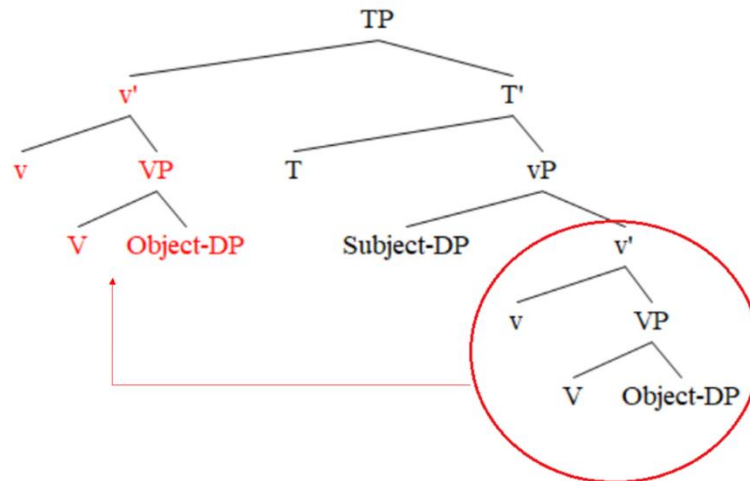 TP
v' T'
v VP T vP
V Object-DP Subject-DP v'
v VP
V Object-DP